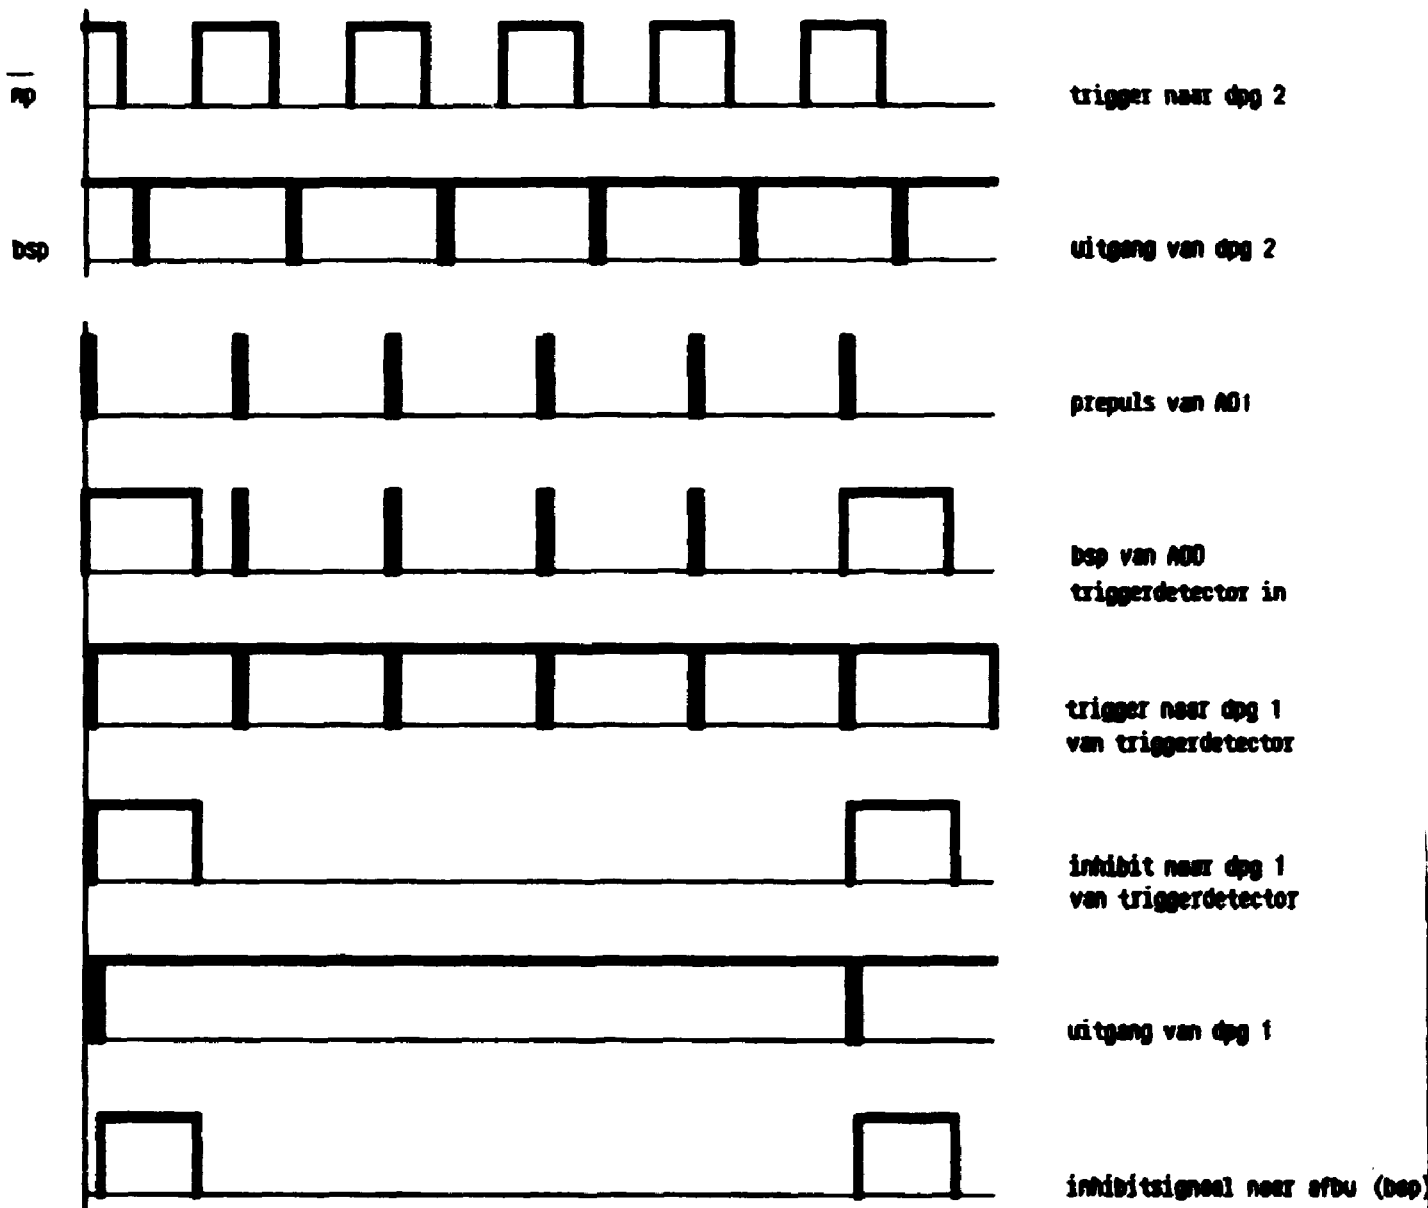 mp
trigger naar dpg 2
bsp
uitgang van dpg 2
prepuls van AD1
bsp van AOO
triggerdetector in
trigger naar dpg 1
van triggerdetector
inhibit naar dpg 1
van triggerdetector
uitgang van dpg 1
inhibitsignaal naar afbu (bsp)